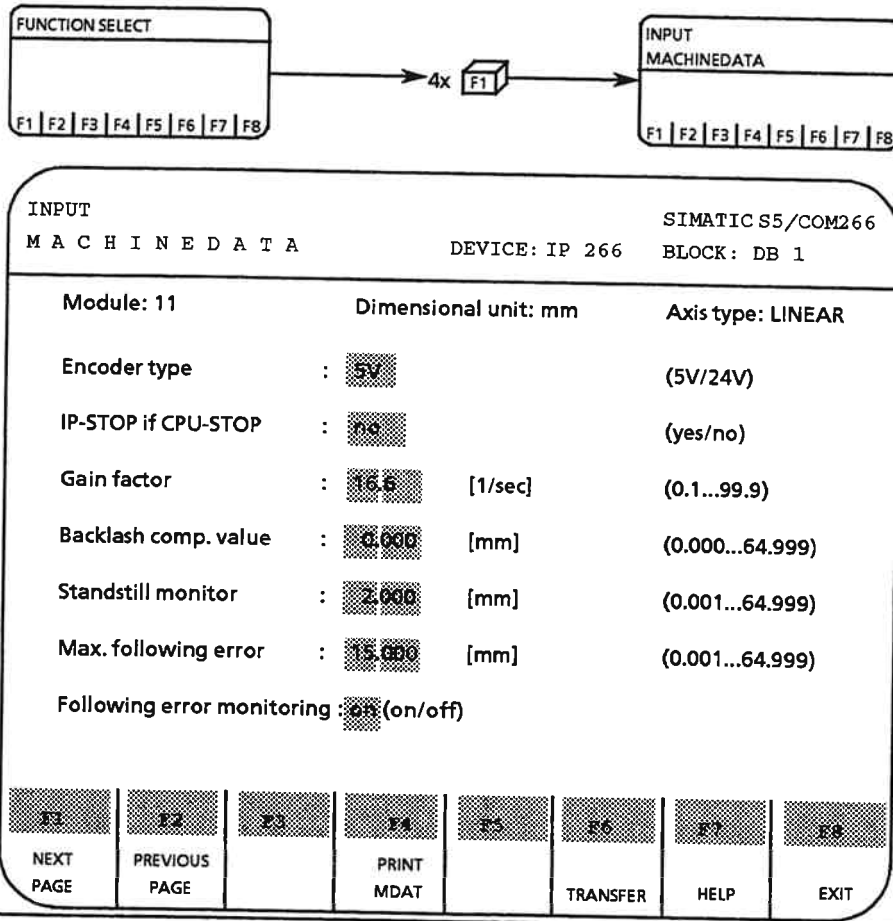 FUNCTION SELECT
F1 F2 F3 F4 F5 F6 F7 F8
4x F1
INPUT
MACHINEDATA
F1 F2 F3 F4 F5 F6 F7 F8
INPUT SIMATIC S5/COM266
M A C H I N E D A T A DEVICE: IP 266 BLOCK: DB 1
Module: 11 Dimensional unit: mm Axis type: LINEAR
Encoder type : 5V (5V/24V)
IP-STOP if CPU-STOP : no (yes/no)
Gain factor : 16.6 [1/sec] (0.1...99.9)
Backlash comp. value : 0.000 [mm] (0.000...64.999)
Standstill monitor : 2.000 [mm] (0.001...64.999)
Max. following error : 15.000 [mm] (0.001...64.999)
Following error monitoring : on (on/off)
F1 F2 F3 F4 F5 F6 F7 F8
NEXT PREVIOUS PRINT
PAGE PAGE MDAT TRANSFER HELP EXIT